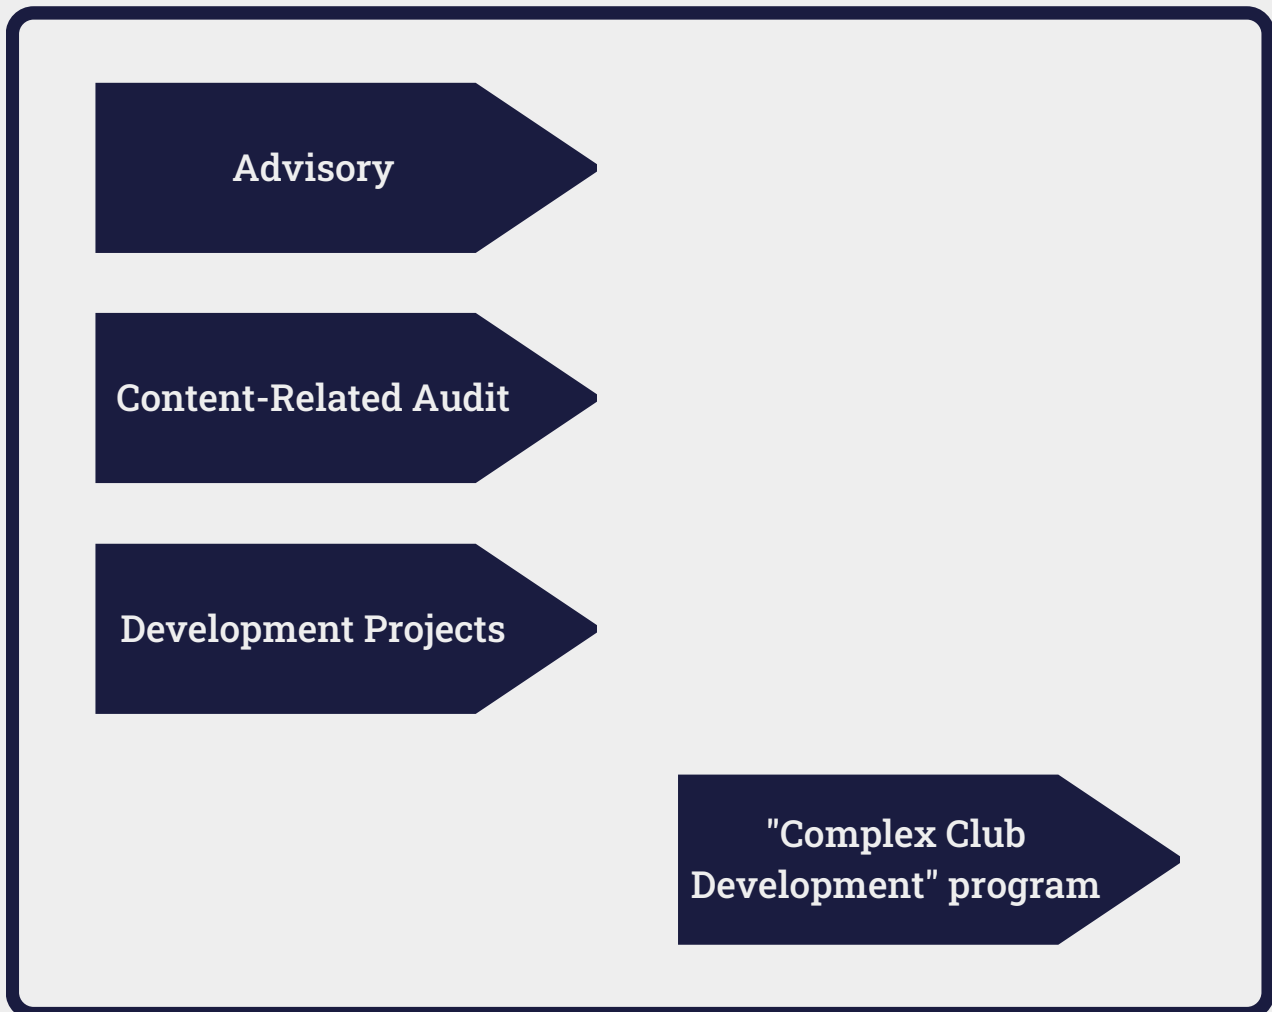 Advisory
Content-Related Audit
Development Projects
"Complex Club
Development" program